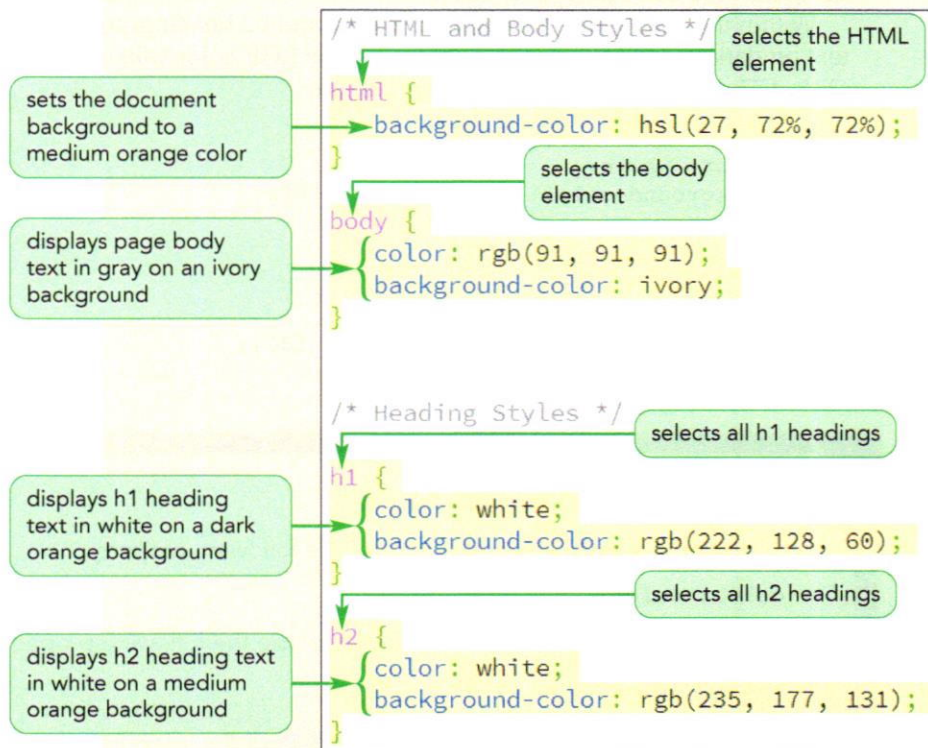 /* HTML and Body Styles */
selects the HTML
element
html {
sets the document
background to a
medium orange color
background-color: hsl(27, 72%, 72%);
}
selects the body
element
body {
displays page body
text in gray on an ivory
background
color: rgb(91, 91, 91);
background-color: ivory;
}
/* Heading Styles */
selects all h1 headings
h1 {
displays h1 heading
text in white on a dark
orange background
color: white;
background-color: rgb(222, 128, 60);
}
selects all h2 headings
h2 {
displays h2 heading text
in white on a medium
orange background
color: white;
background-color: rgb(235, 177, 131);
}